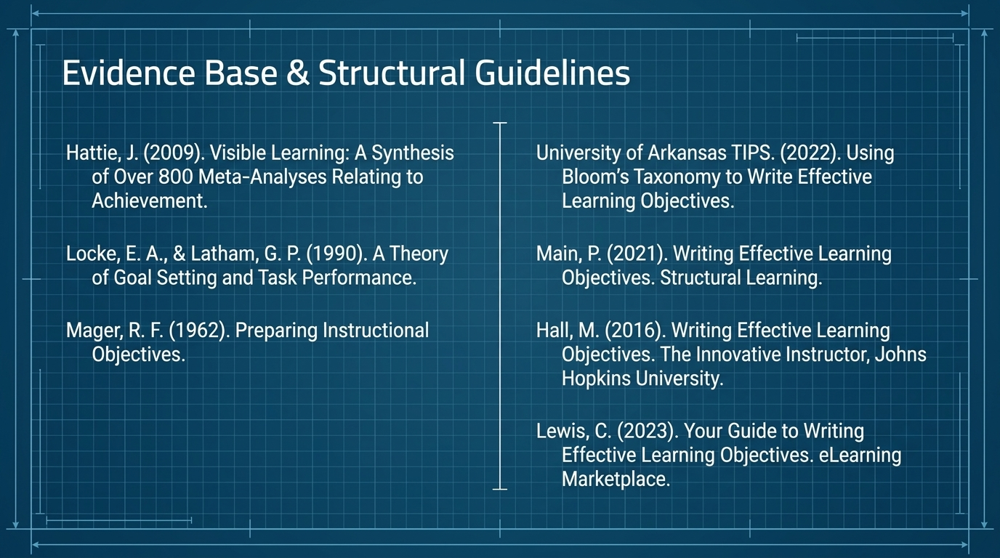 Evidence Base & Structural Guidelines
Hattie, J. (2009). Visible Learning: A Synthesis
of Over 800 Meta-Analyses Relating to
Achievement.
Locke, E. A., & Latham, G. P. (1990). A Theory
of Goal Setting and Task Performance.
Mager, R. F. (1962). Preparing Instructional
Objectives.
University of Arkansas TIPS. (2022). Using
Bloom's Taxonomy to Write Effective
Learning Objectives.
Main, P. (2021). Writing Effective Learning
Objectives. Structural Learning.
Hall, M. (2016). Writing Effective Learning
Objectives. The Innovative Instructor, Johns
Hopkins University.
Lewis, C. (2023). Your Guide to Writing
Effective Learning Objectives. eLearning
Marketplace.